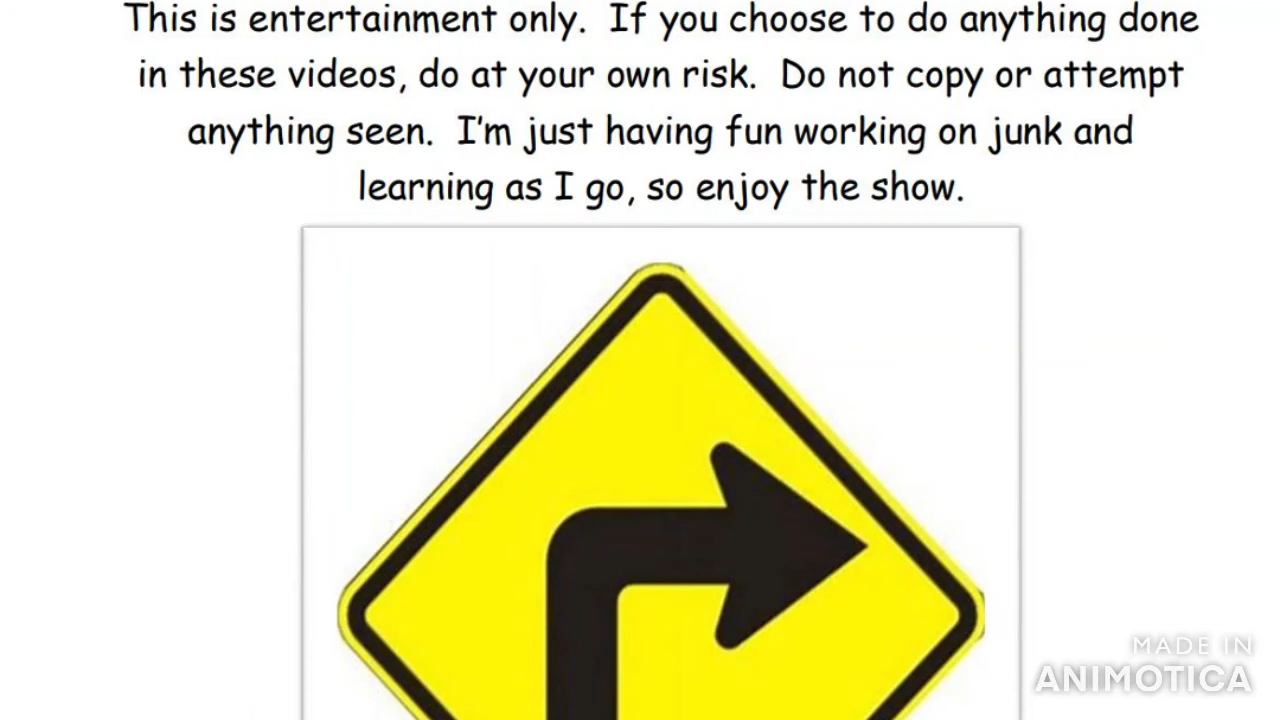 This is entertainment only.  If you choose to do anything done
in these videos, do at your own risk.  Do not copy or attempt
anything seen.  I'm just having fun working on junk and
learning as I go, so enjoy the show.
MADE IN
ANIMOTICA